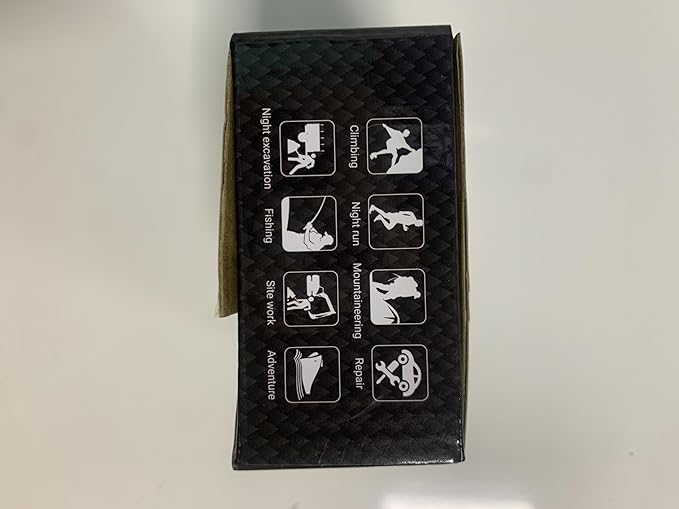 Climbing
Night run
Mountaineering
Repair
Night excavation
Fishing
Site work
Adventure